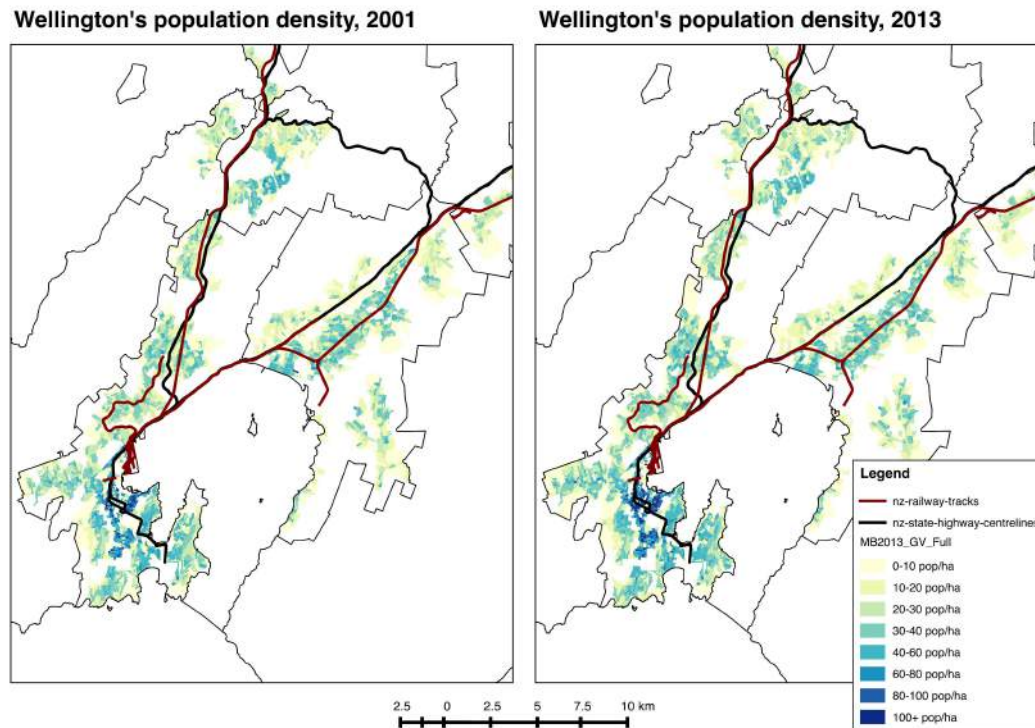 Wellington's population density, 2001
Wellington's population density, 2013
Legend
nz-railway-tracks
nz-state-highway-centrelines
MB2013_GV_Full
0-10 pop/ha
10-20 pop/ha
20-30 pop/ha
30-40 pop/ha
40-60 pop/ha
60-80 pop/ha
80-100 pop/ha
100+ pop/ha
2.5 0 2.5 5 7.5 10 km